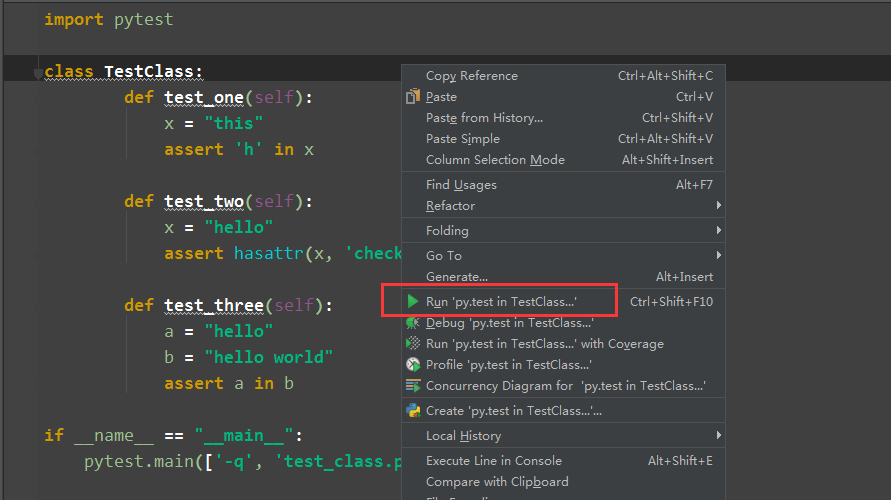 import pytest
class TestClass:
def test_one(self):
x = "this"
assert 'h' in x
def test_two(self):
x = "hello"
assert hasattr(x, 'check
def test_three(self):
a = "hello"
b = "hello world"
assert a in b
if __name__ == "__main__":
pytest.main(['-q', 'test_class.p
Copy Reference Ctrl+Alt+Shift+C
Paste Ctrl+V
Paste from History... Ctrl+Shift+V
Paste Simple Ctrl+Alt+Shift+V
Column Selection Mode Alt+Shift+Insert
Find Usages Alt+F7
Refactor
Folding
Go To
Generate... Alt+Insert
Run 'py.test in TestClass...' Ctrl+Shift+F10
Debug 'py.test in TestClass...'
Run 'py.test in TestClass...' with Coverage
Profile 'py.test in TestClass...'
Concurrency Diagram for 'py.test in TestClass...'
Create 'py.test in TestClass...'...
Local History
Execute Line in Console Alt+Shift+E
Compare with Clipboard